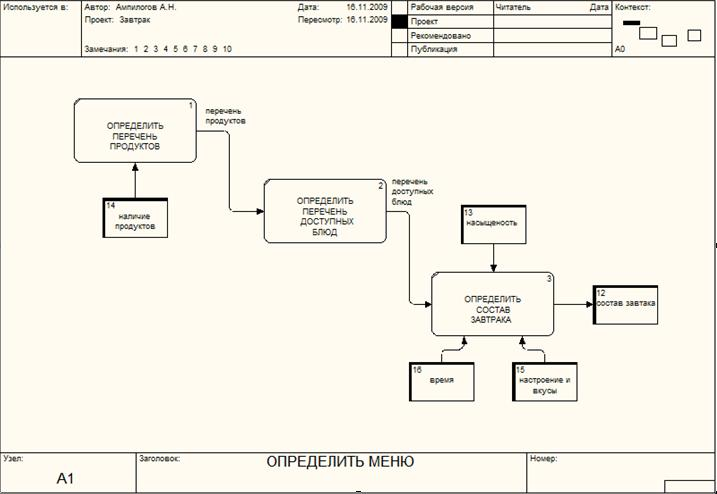 Используется в:
Автор: Ампилогов А.Н.
Дата: 16.11.2009
Проект: Завтрак
Пересмотр: 16.11.2009
Замечания: 1 2 3 4 5 6 7 8 9 10
Рабочая версия
Проект
Рекомендовано
Публикация
Читатель
Дата
Контекст:
A0
1
ОПРЕДЕЛИТЬ
ПЕРЕЧЕНЬ
ПРОДУКТОВ
перечень
продуктов
14
наличие
продуктов
2
ОПРЕДЕЛИТЬ
ПЕРЕЧЕНЬ
ДОСТУПНЫХ
БЛЮД
перечень
доступных
блюд
13
насыщеность
3
ОПРЕДЕЛИТЬ
СОСТАВ
ЗАВТРАКА
12
состав завтака
16
время
15
настроение и
вкусы
Узел:
A1
Заголовок:
ОПРЕДЕЛИТЬ МЕНЮ
Номер: